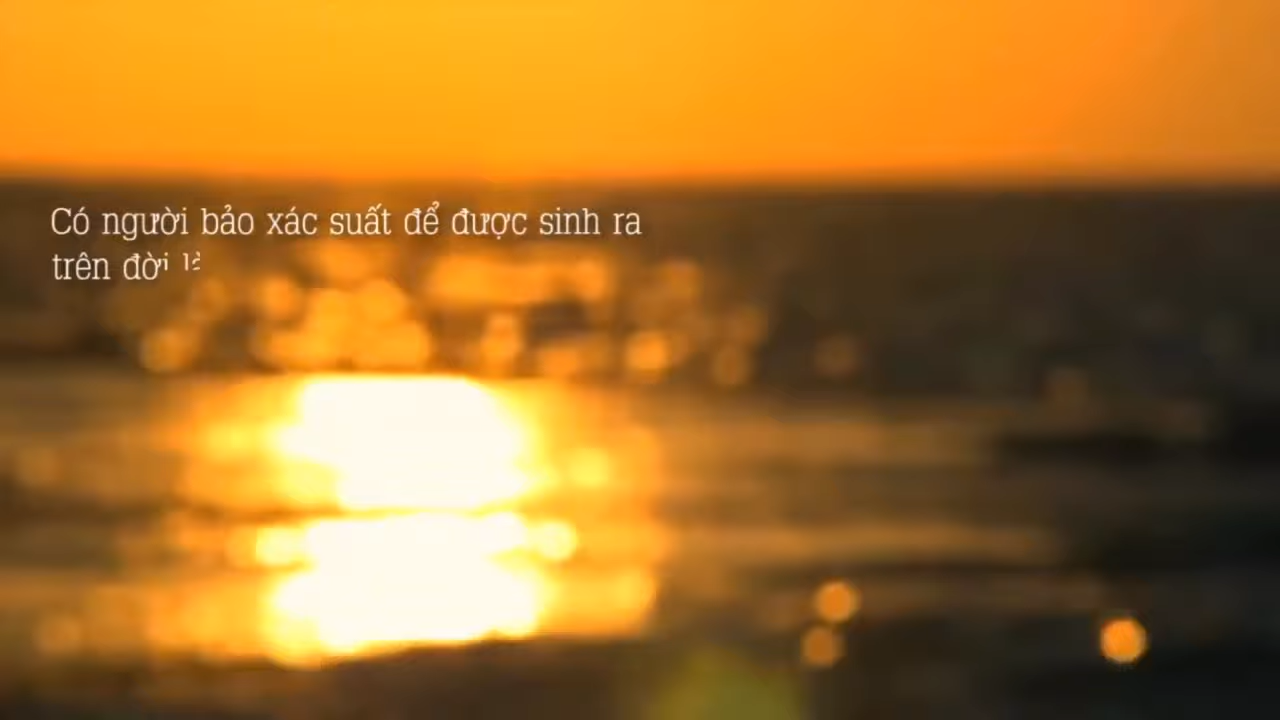 Có người bảo xác suất để được sinh ra
trên đời